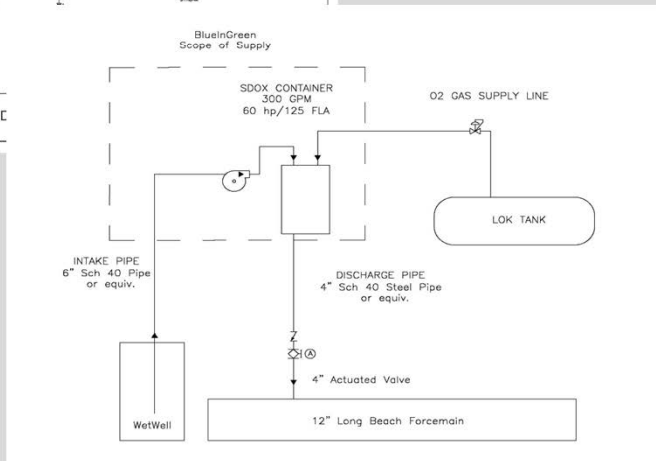 BlueInGreen
Scope of Supply
SDOX CONTAINER
300 GPM
60 hp/125 FLA
O2 GAS SUPPLY LINE
LOK TANK
INTAKE PIPE
6" Sch 40 Pipe
or equiv.
DISCHARGE PIPE
4" Sch 40 Steel Pipe
or equiv.
A
4" Actuated Valve
WetWell
12" Long Beach Forcemain